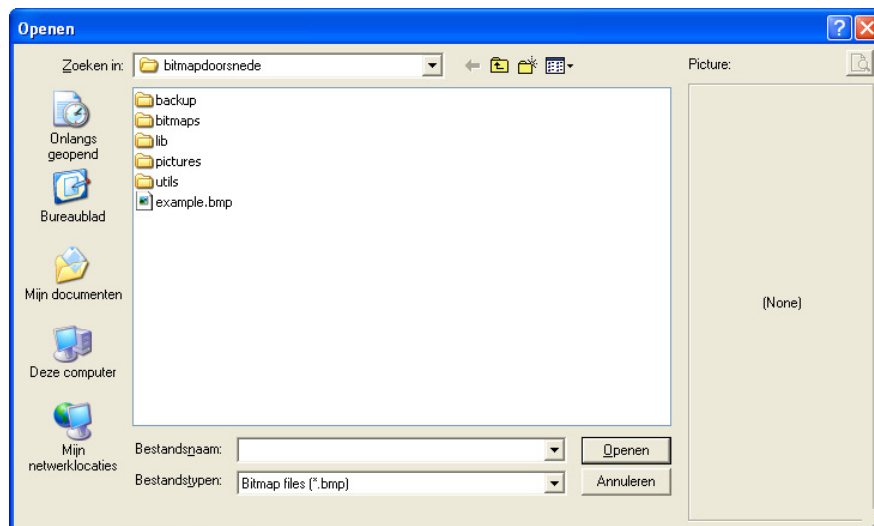 Openen
Zoeken in:
bitmapdoorsnede
Picture:
Onlangs
geopend
Bureaublad
Mijn documenten
Deze computer
Mijn
netwerklocaties
backup
bitmaps
lib
pictures
utils
example.bmp
(None)
Bestandsnaam:
Openen
Bestandstypen:
Bitmap files (*.bmp)
Annuleren